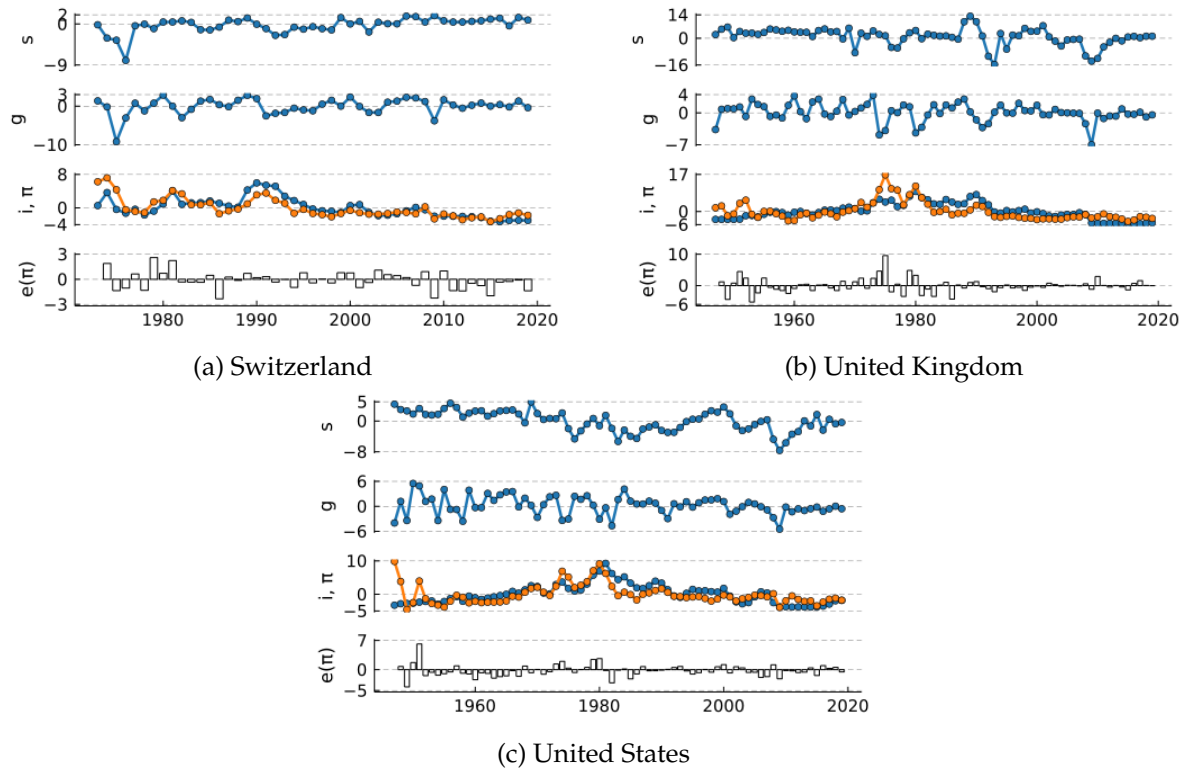 2
0
−9
s
3
0
−10
g
8
0
−4
i, π
3
0
−3
e(π)
1980 1990 2000 2010 2020
(a) Switzerland
14
0
−16
s
4
0
−7
g
17
0
−6
i, π
10
0
−6
e(π)
1960 1980 2000 2020
(b) United Kingdom
5
0
−8
s
6
0
−6
g
10
0
−5
i, π
7
0
−5
e(π)
1960 1980 2000 2020
(c) United States